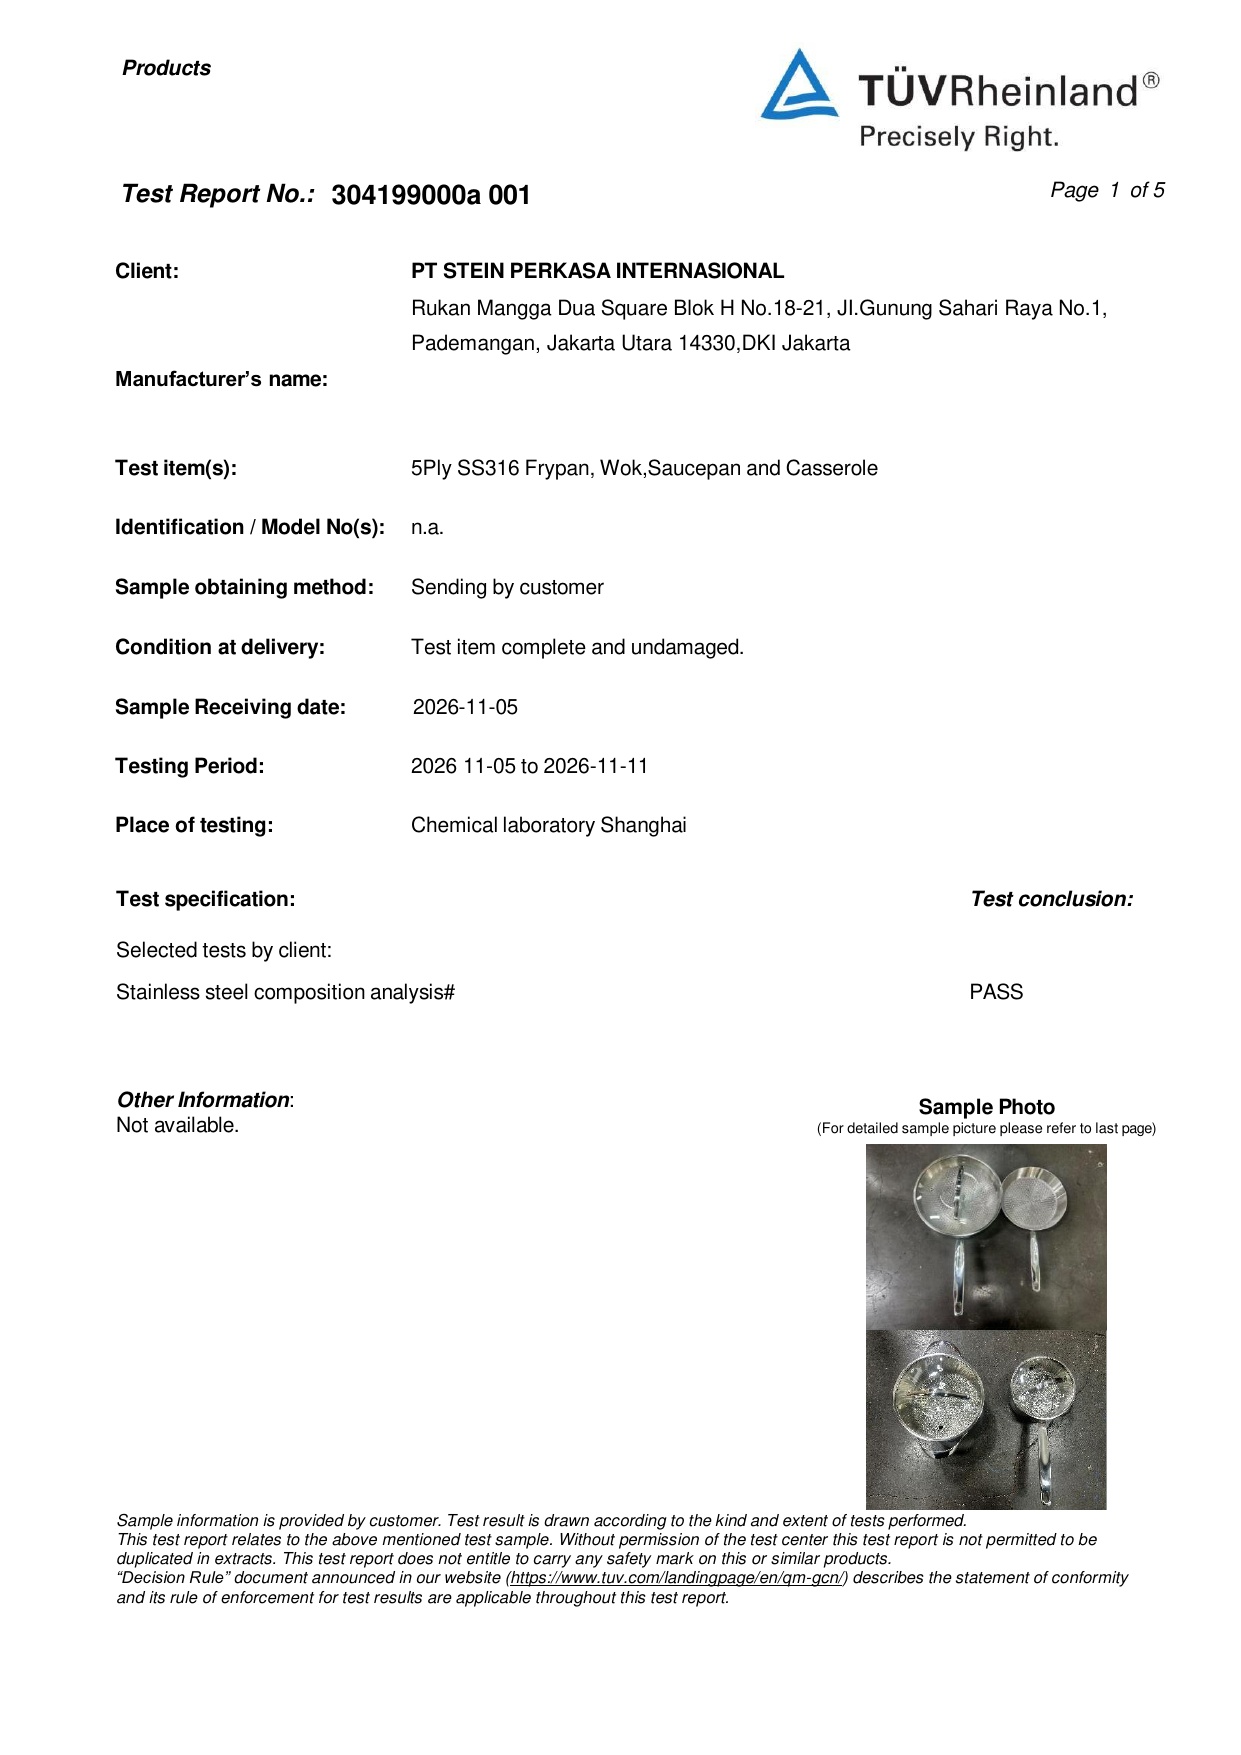 Products
TÜVRheinland®
Precisely Right.
Test Report No.: 304199000a 001
Page 1 of 5
Client: PT STEIN PERKASA INTERNASIONAL
Rukan Mangga Dua Square Blok H No.18-21, JI.Gunung Sahari Raya No.1,
Pademangan, Jakarta Utara 14330,DKI Jakarta
Manufacturer’s name:
Test item(s): 5Ply SS316 Frypan, Wok,Saucepan and Casserole
Identification / Model No(s): n.a.
Sample obtaining method: Sending by customer
Condition at delivery: Test item complete and undamaged.
Sample Receiving date: 2026-11-05
Testing Period: 2026 11-05 to 2026-11-11
Place of testing: Chemical laboratory Shanghai
Test specification: Test conclusion:
Selected tests by client:
Stainless steel composition analysis# PASS
Other Information:
Not available.
Sample Photo
(For detailed sample picture please refer to last page)
Sample information is provided by customer. Test result is drawn according to the kind and extent of tests performed.
This test report relates to the above mentioned test sample. Without permission of the test center this test report is not permitted to be
duplicated in extracts. This test report does not entitle to carry any safety mark on this or similar products.
“Decision Rule” document announced in our website (https://www.tuv.com/landingpage/en/qm-gcn/) describes the statement of conformity
and its rule of enforcement for test results are applicable throughout this test report.